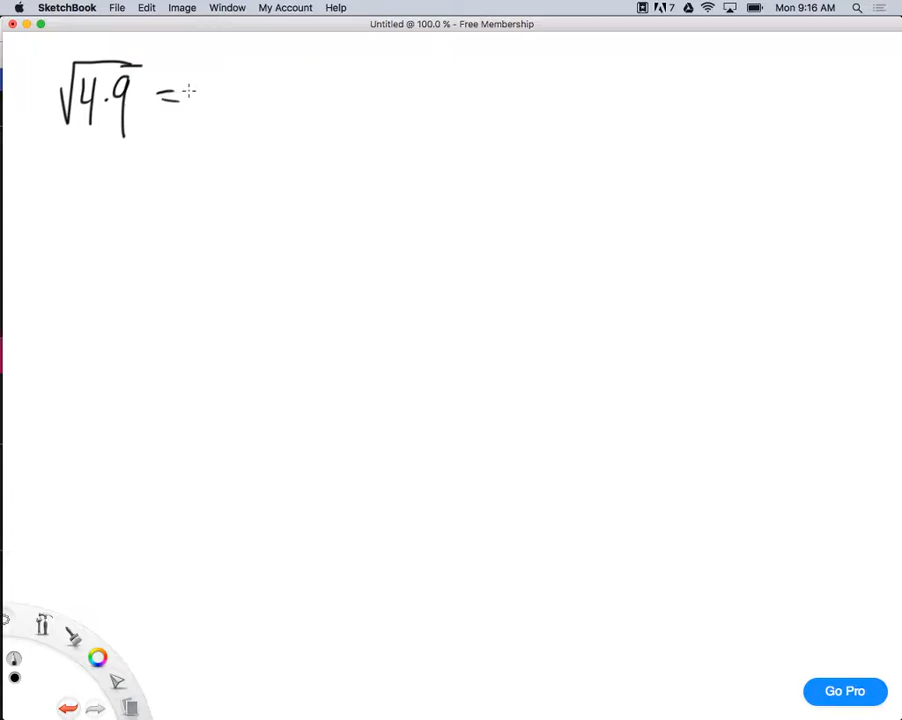 SketchBook File Edit Image Window My Account Help 7 Mon 9:16 AM
Untitled @ 100.0 % - Free Membership
√4·9 =
Go Pro